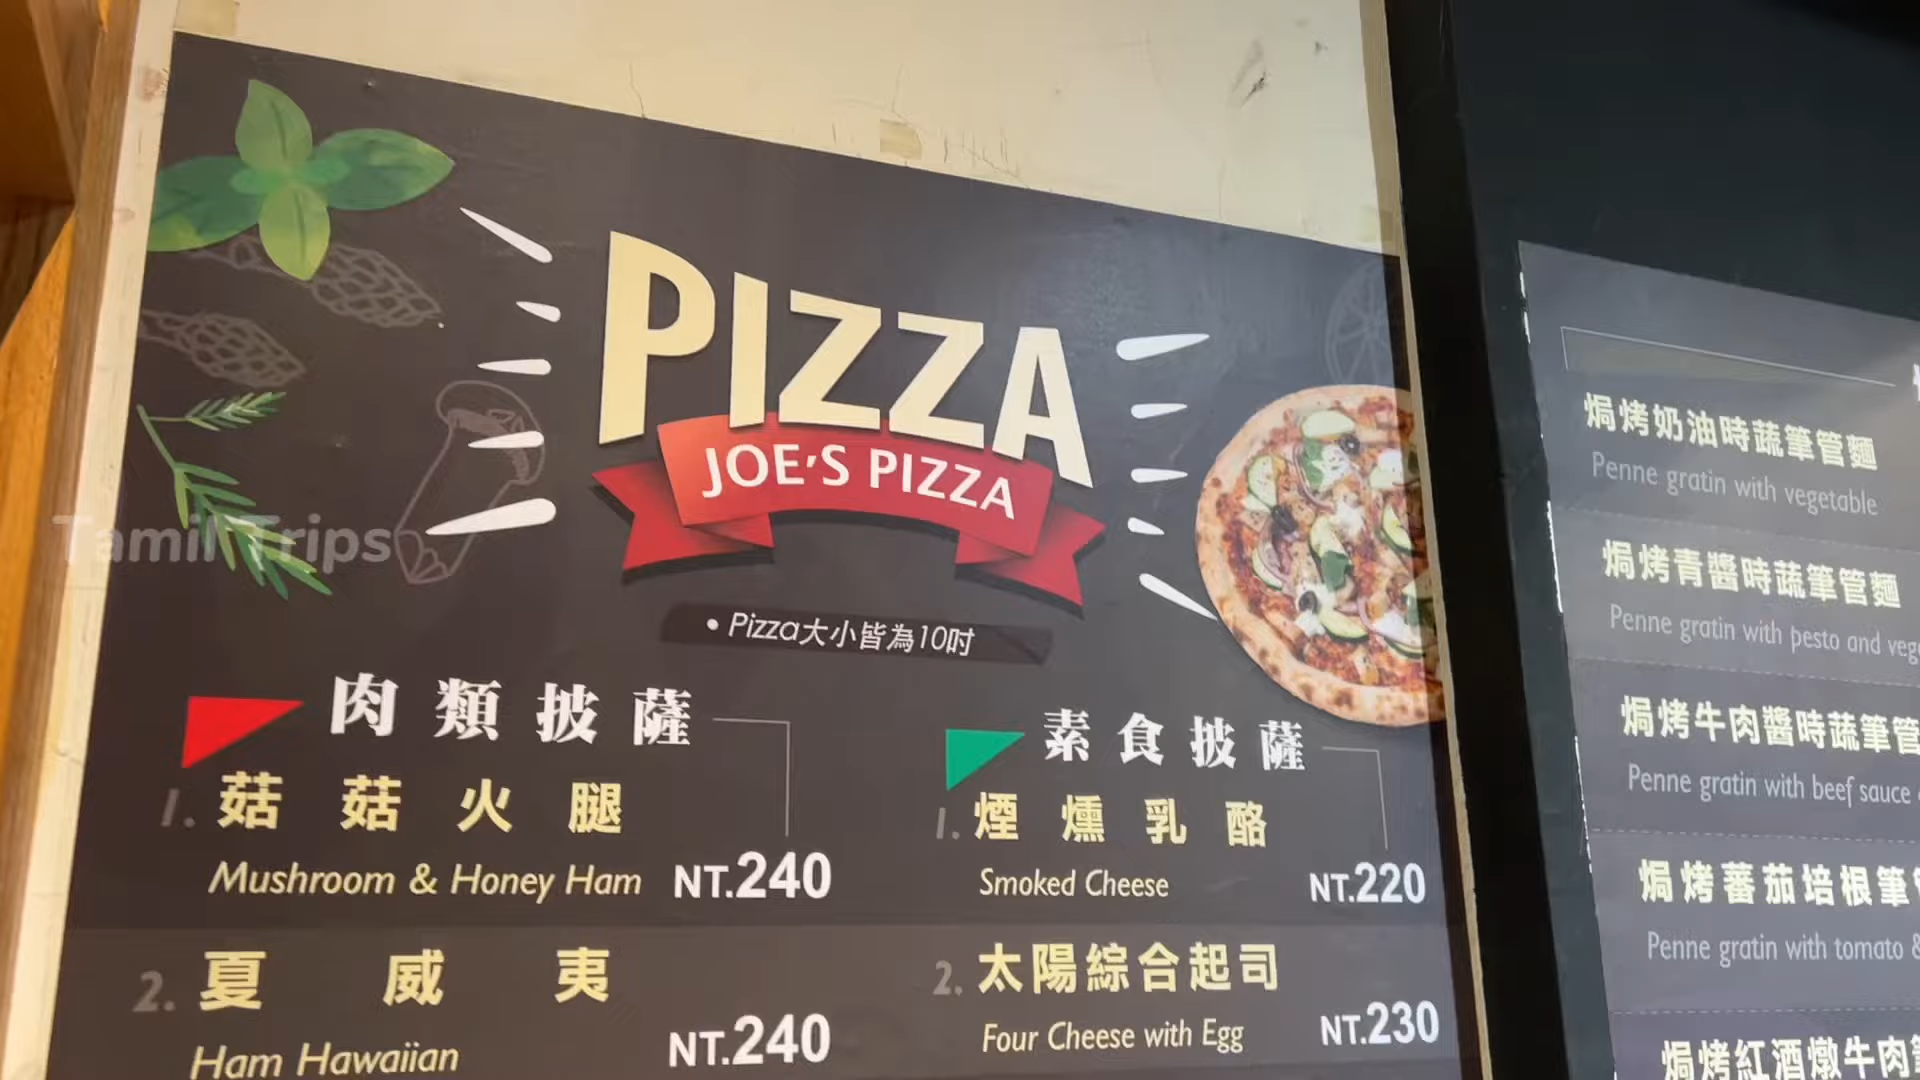 PIZZA
JOE'S PIZZA
• Pizza大小皆為10吋
肉類披薩
1. 菇菇火腿
Mushroom & Honey Ham NT.240
2. 夏威夷
Ham Hawaiian NT.240
素食披薩
1. 煙燻乳酪
Smoked Cheese NT.220
2. 太陽綜合起司
Four Cheese with Egg NT.230
焗烤奶油時蔬筆管麵
Penne gratin with vegetable
焗烤青醬時蔬筆管麵
Penne gratin with pesto and
焗烤牛肉醬時蔬筆管
Penne gratin with beef sauce
焗烤蕃茄培根筆
Penne gratin with tomato &
焗烤紅酒燉牛肉
Tamil Trips